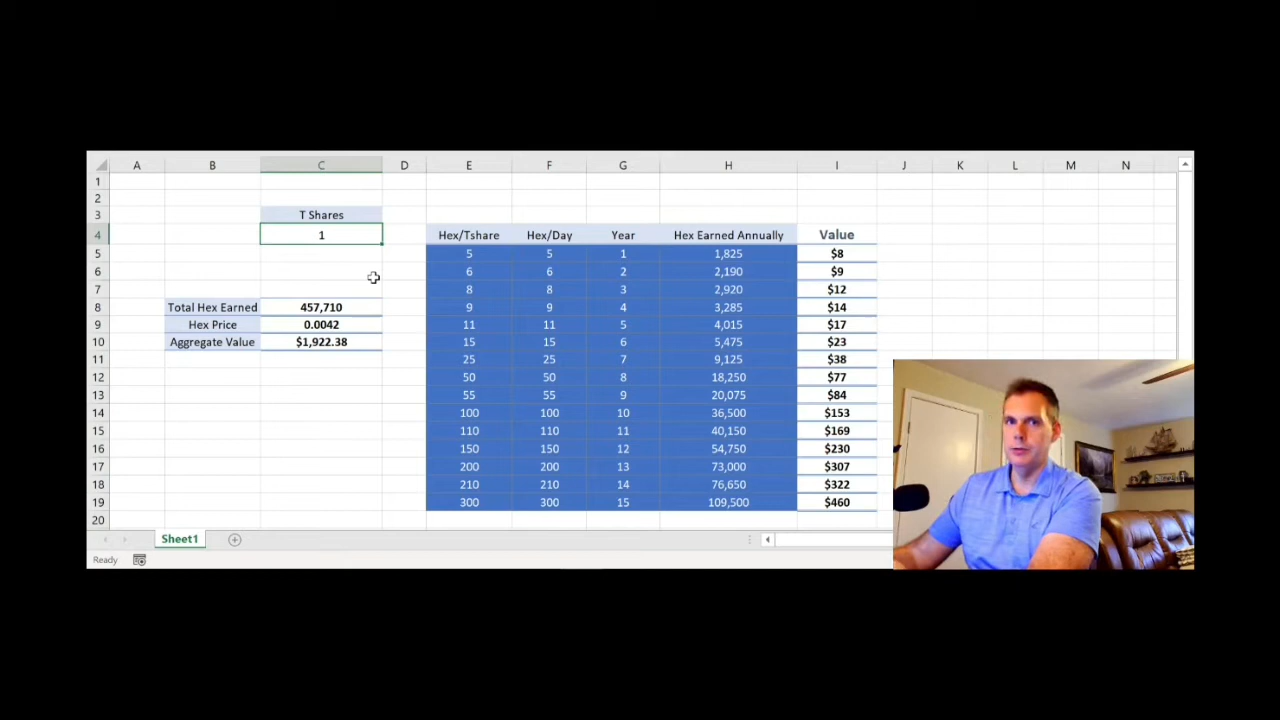 A B C D E F G H I J K L M N
1
2
3 T Shares
4 1 Hex/Tshare Hex/Day Year Hex Earned Annually Value
5 5 5 1 1,825 $8
6 6 6 2 2,190 $9
7 8 8 3 2,920 $12
8 Total Hex Earned 457,710 9 9 4 3,285 $14
9 Hex Price 0.0042 11 11 5 4,015 $17
10 Aggregate Value $1,922.38 15 15 6 5,475 $23
11 25 25 7 9,125 $38
12 50 50 8 18,250 $77
13 55 55 9 20,075 $84
14 100 100 10 36,500 $153
15 110 110 11 40,150 $169
16 150 150 12 54,750 $230
17 200 200 13 73,000 $307
18 210 210 14 76,650 $322
19 300 300 15 109,500 $460
20
Sheet1
Ready